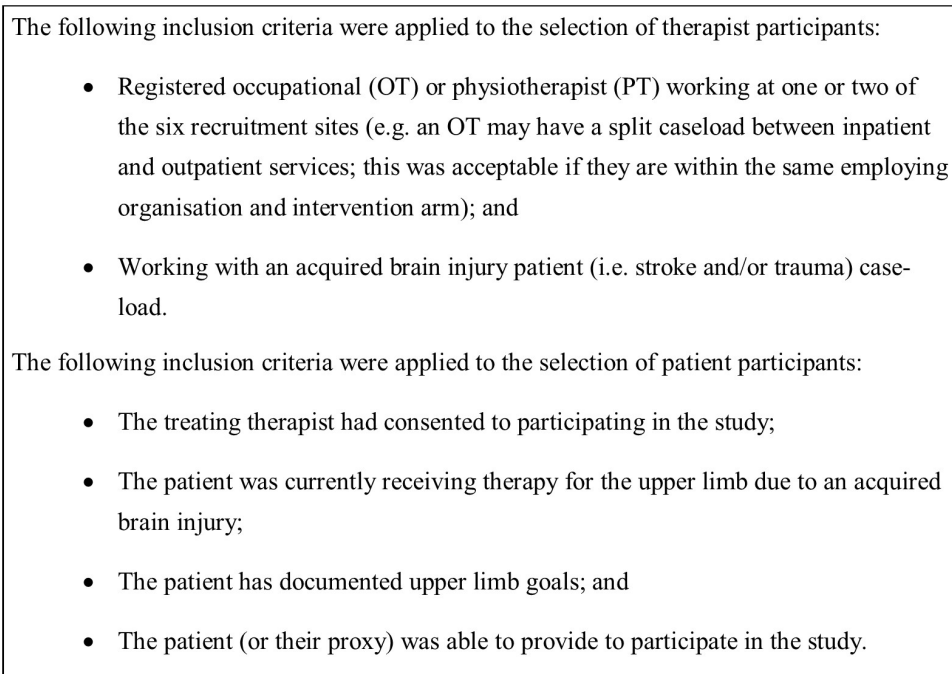 The following inclusion criteria were applied to the selection of therapist participants:
• Registered occupational (OT) or physiotherapist (PT) working at one or two of
the six recruitment sites (e.g. an OT may have a split caseload between inpatient
and outpatient services; this was acceptable if they are within the same employing
organisation and intervention arm); and
• Working with an acquired brain injury patient (i.e. stroke and/or trauma) case-
load.
The following inclusion criteria were applied to the selection of patient participants:
• The treating therapist had consented to participating in the study;
• The patient was currently receiving therapy for the upper limb due to an acquired
brain injury;
• The patient has documented upper limb goals; and
• The patient (or their proxy) was able to provide to participate in the study.